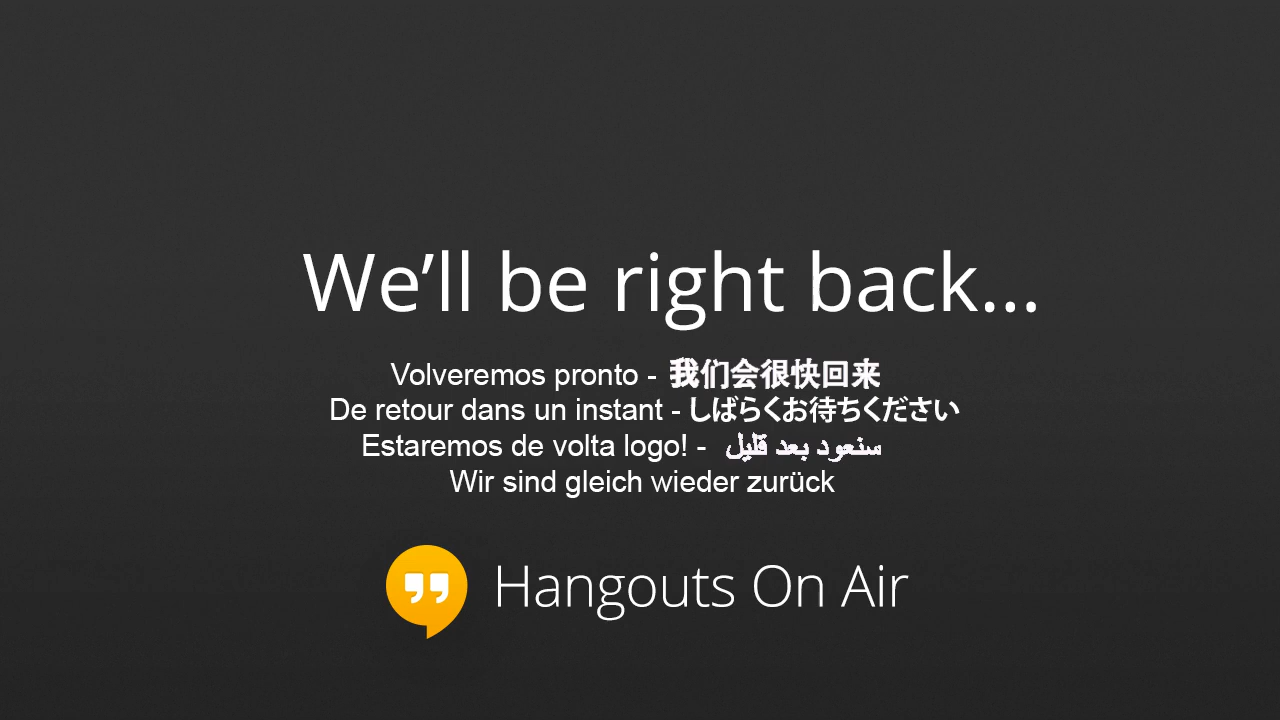 We’ll be right back...
Volveremos pronto - 我们会很快回来
De retour dans un instant - しばらくお待ちください
Estaremos de volta logo! - سنعود بعد قليل
Wir sind gleich wieder zurück
Hangouts On Air